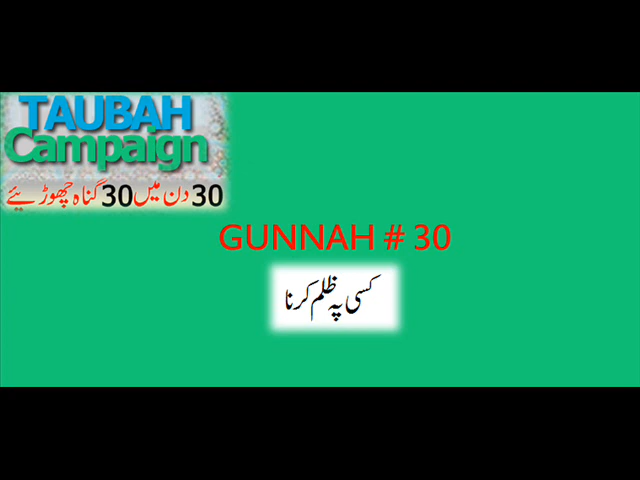 TAUBAH
Campaign
30 دن میں 30 گناہ چھوڑیئے
GUNNAH # 30
کسی پہ ظلم کرنا